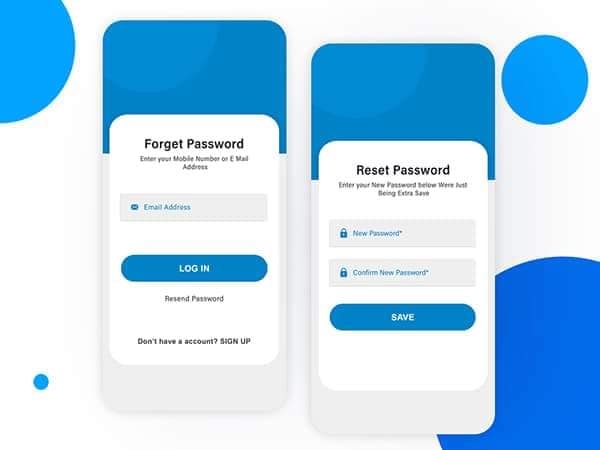 Forget Password
Enter your Mobile Number or E Mail
Address
Email Address
LOG IN
Resend Password
Don't have a account? SIGN UP
Reset Password
Enter your New Password below Were Just
Being Extra Save
New Password*
Confirm New Password*
SAVE